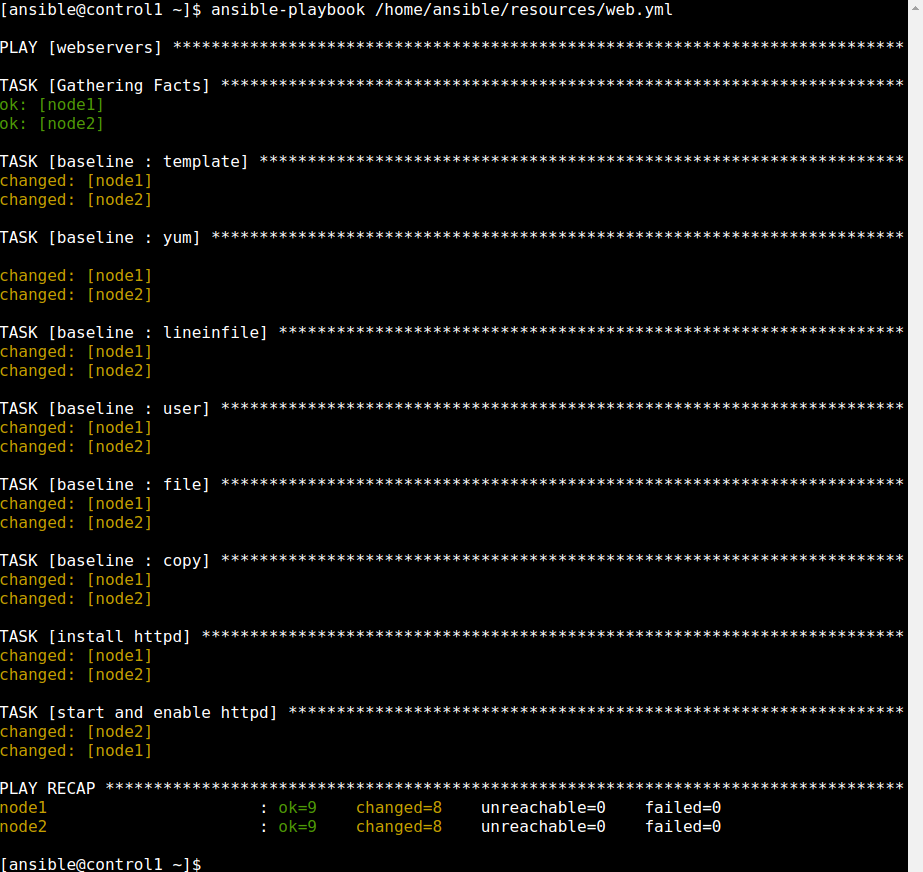 [ansible@control1 ~]$ ansible-playbook /home/ansible/resources/web.yml
PLAY [webservers] ****************************************************************************
TASK [Gathering Facts] ***********************************************************************
ok: [node1]
ok: [node2]
TASK [baseline : template] *******************************************************************
changed: [node1]
changed: [node2]
TASK [baseline : yum] ************************************************************************
changed: [node1]
changed: [node2]
TASK [baseline : lineinfile] *****************************************************************
changed: [node1]
changed: [node2]
TASK [baseline : user] ***********************************************************************
changed: [node1]
changed: [node2]
TASK [baseline : file] ***********************************************************************
changed: [node1]
changed: [node2]
TASK [baseline : copy] ***********************************************************************
changed: [node1]
changed: [node2]
TASK [install httpd] *************************************************************************
changed: [node1]
changed: [node2]
TASK [start and enable httpd] ****************************************************************
changed: [node2]
changed: [node1]
PLAY RECAP ***********************************************************************************
node1                      : ok=9    changed=8    unreachable=0    failed=0
node2                      : ok=9    changed=8    unreachable=0    failed=0
[ansible@control1 ~]$